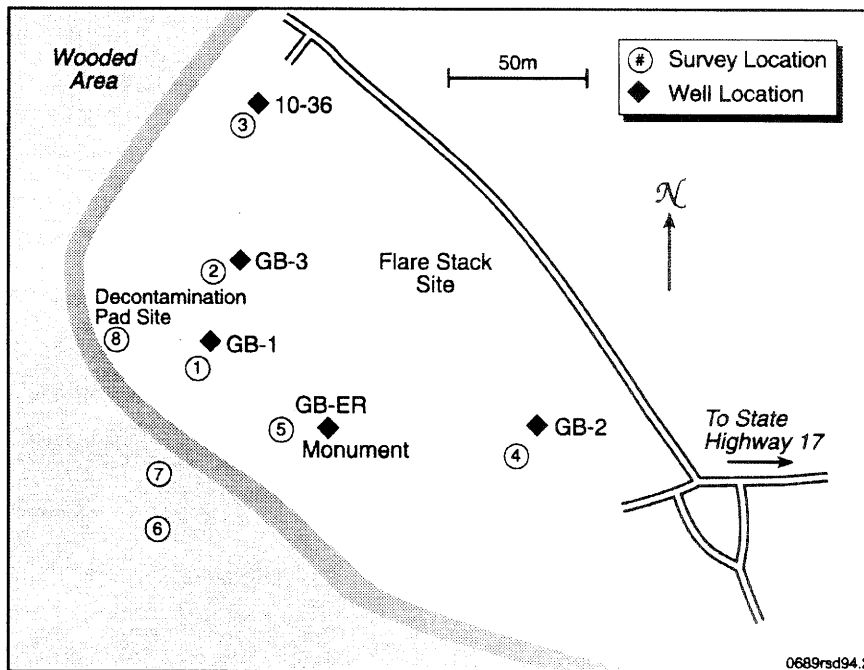 Wooded
Area
50m
# Survey Location
Well Location
10-36
3
N
GB-3
2
Flare Stack
Site
Decontamination
Pad Site
8
GB-1
1
GB-ER
5
Monument
GB-2
4
To State
Highway 17
7
6
0689rsd94.